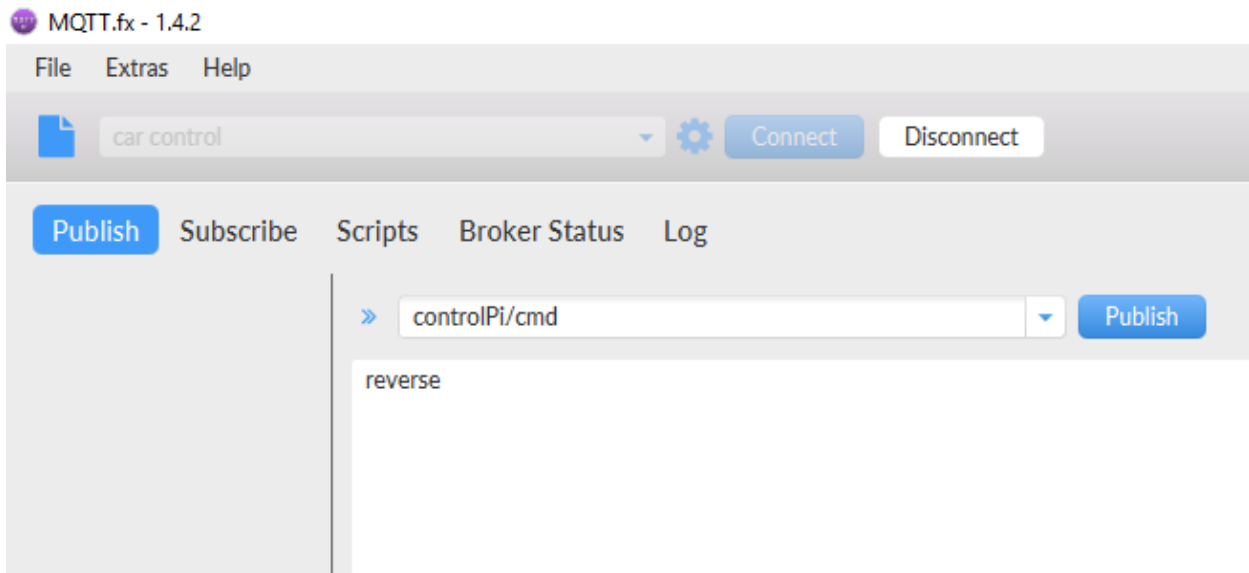 MQTT.fx - 1.4.2
File Extras Help
car control Connect Disconnect
Publish Subscribe Scripts Broker Status Log
controlPi/cmd Publish
reverse